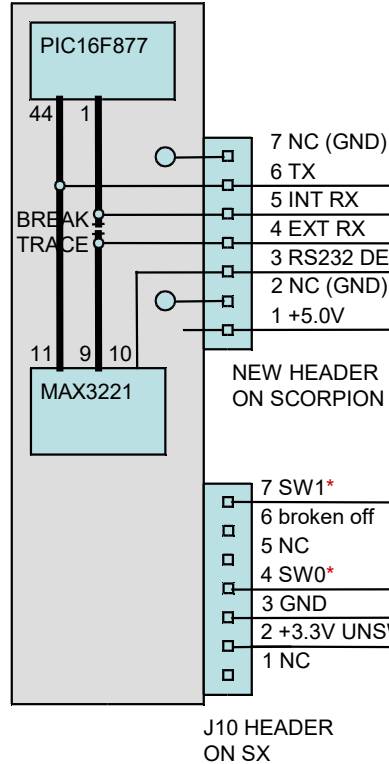 PIC16F877
44 1
7 NC (GND)
6 TX
5 INT RX
BREAK
4 EXT RX
TRACE
3 RS232 DE
2 NC (GND)
1 +5.0V
11 9 10
MAX3221
NEW HEADER
ON SCORPION
7 SW1*
6 broken off
5 NC
4 SW0*
3 GND
2 +3.3V UNSW
1 NC
J10 HEADER
ON SX